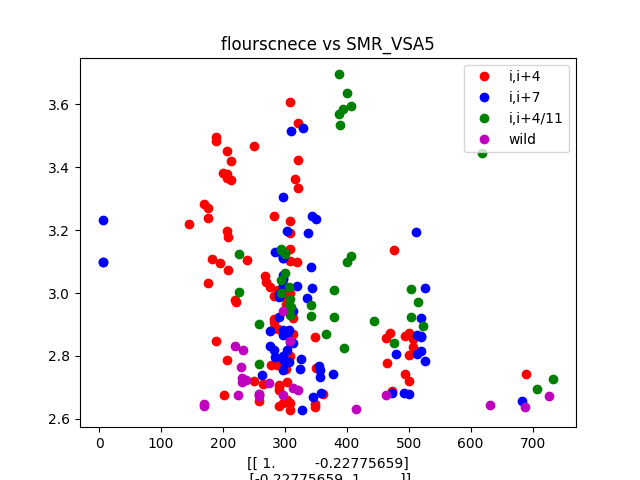 flourscnece vs SMR_VSA5
i,i+4
i,i+7
i,i+4/11
wild
3.6
3.4
3.2
3.0
2.8
2.6
0 100 200 300 400 500 600 700
[[ 1. -0.22775659]
[-0.22775659 1. ]]